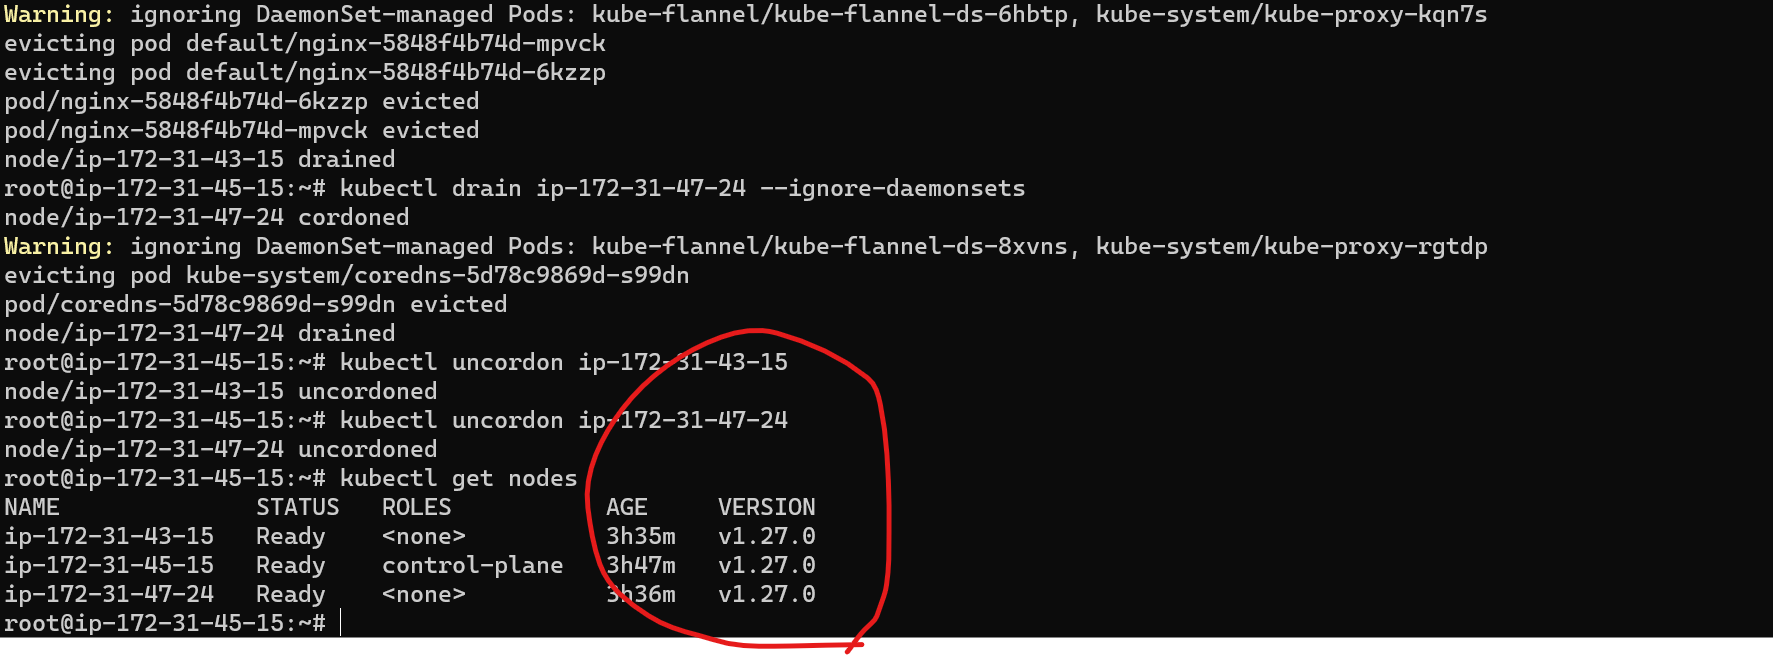 Warning: ignoring DaemonSet-managed Pods: kube-flannel/kube-flannel-ds-6hbtp, kube-system/kube-proxy-kqn7s
evicting pod default/nginx-5848f4b74d-mpvck
evicting pod default/nginx-5848f4b74d-6kzzp
pod/nginx-5848f4b74d-6kzzp evicted
pod/nginx-5848f4b74d-mpvck evicted
node/ip-172-31-43-15 drained
root@ip-172-31-45-15:~# kubectl drain ip-172-31-47-24 --ignore-daemonsets
node/ip-172-31-47-24 cordoned
Warning: ignoring DaemonSet-managed Pods: kube-flannel/kube-flannel-ds-8xvns, kube-system/kube-proxy-rgtdp
evicting pod kube-system/coredns-5d78c9869d-s99dn
pod/coredns-5d78c9869d-s99dn evicted
node/ip-172-31-47-24 drained
root@ip-172-31-45-15:~# kubectl uncordon ip-172-31-43-15
node/ip-172-31-43-15 uncordoned
root@ip-172-31-45-15:~# kubectl uncordon ip-172-31-47-24
node/ip-172-31-47-24 uncordoned
root@ip-172-31-45-15:~# kubectl get nodes
NAME STATUS ROLES AGE VERSION
ip-172-31-43-15 Ready <none> 3h35m v1.27.0
ip-172-31-45-15 Ready control-plane 3h47m v1.27.0
ip-172-31-47-24 Ready <none> 3h36m v1.27.0
root@ip-172-31-45-15:~#